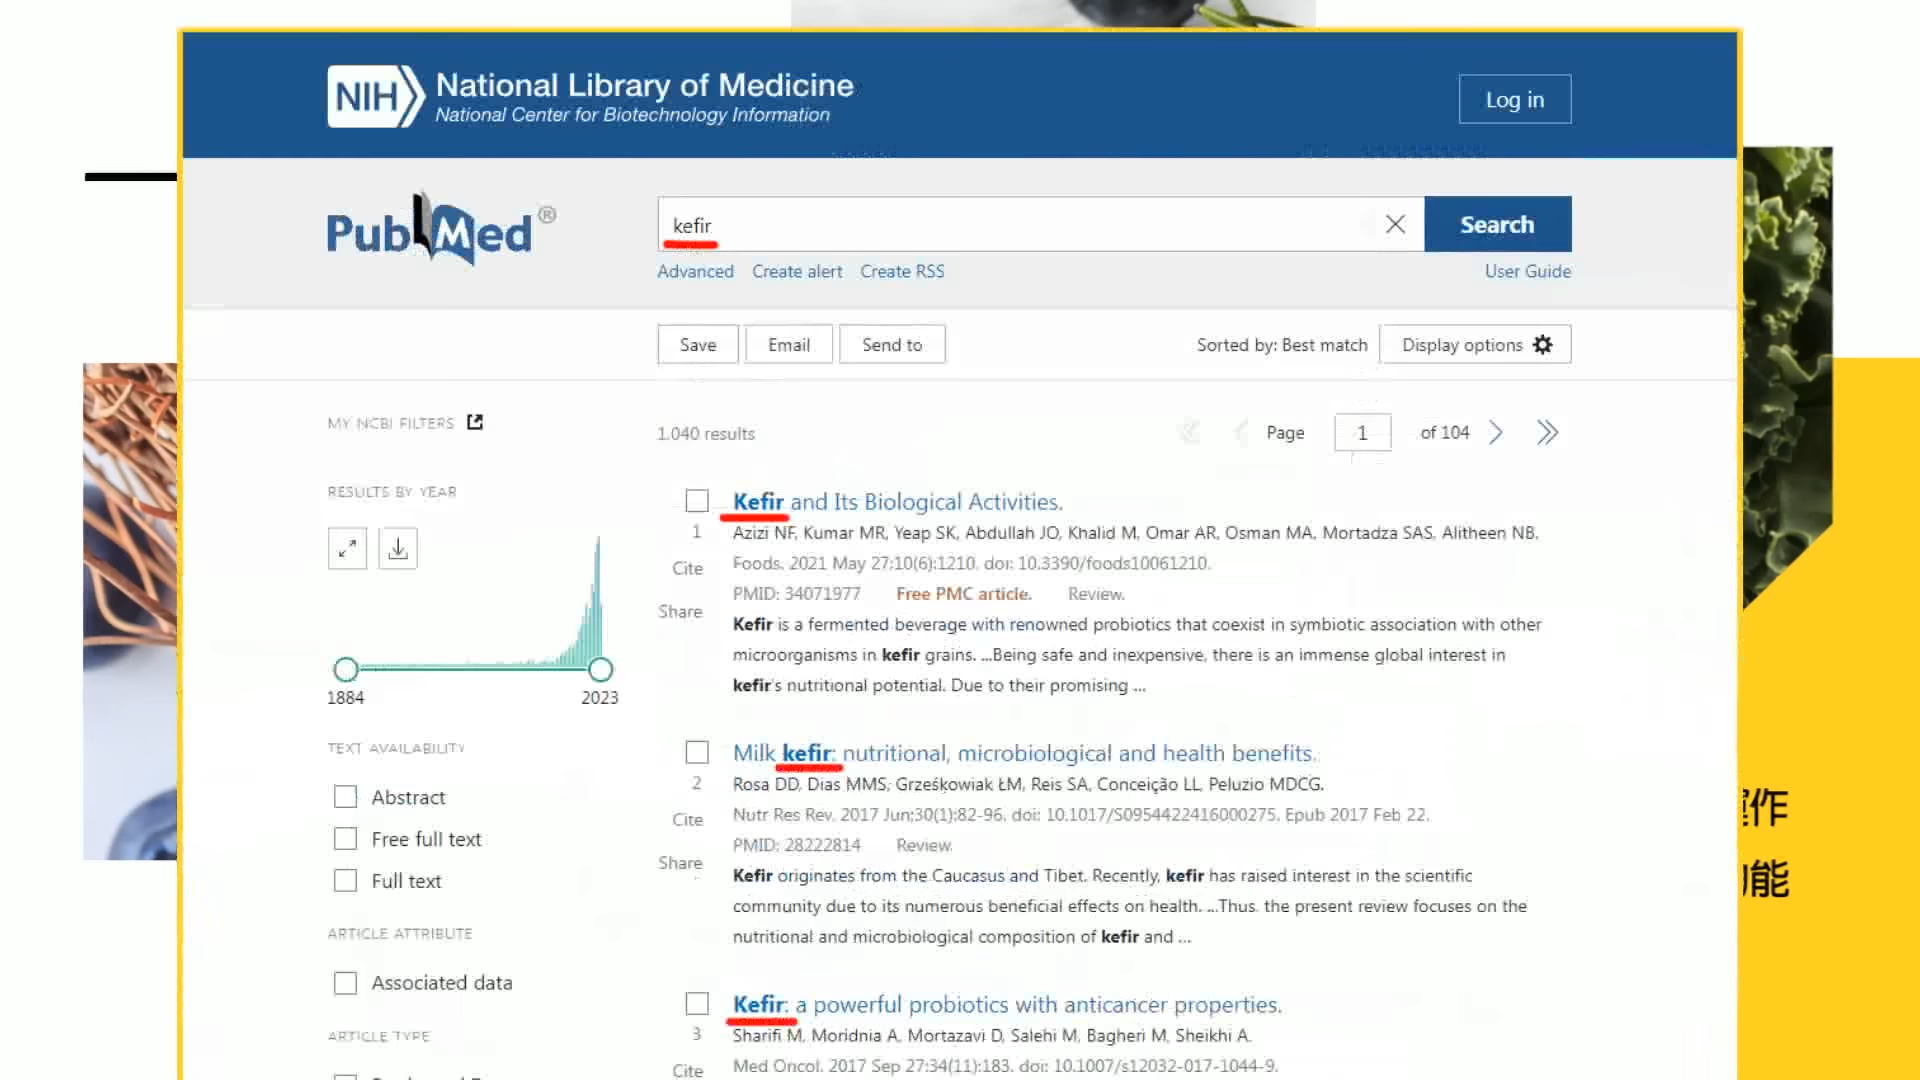 NIH National Library of Medicine
National Center for Biotechnology Information
Log in
PubMed®
kefir
Search
Advanced Create alert Create RSS
User Guide
Save Email Send to
Sorted by: Best match Display options
MY NCBI FILTERS
1.040 results
Page 1 of 104
RESULTS BY YEAR
1884 2023
TEXT AVAILABILITY
Abstract
Free full text
Full text
ARTICLE ATTRIBUTE
Associated data
ARTICLE TYPE
Kefir and Its Biological Activities.
1
Azizi NF, Kumar MR, Yeap SK, Abdullah JO, Khalid M, Omar AR, Osman MA, Mortadza SAS, Alitheen NB.
Cite
Foods. 2021 May 27;10(6):1210. doi: 10.3390/foods10061210.
PMID: 34071977 Free PMC article. Review.
Share
Kefir is a fermented beverage with renowned probiotics that coexist in symbiotic association with other
microorganisms in kefir grains. ...Being safe and inexpensive, there is an immense global interest in
kefir's nutritional potential. Due to their promising ...
Milk kefir: nutritional, microbiological and health benefits.
2
Rosa DD, Dias MMS, Grześkowiak ŁM, Reis SA, Conceição LL, Peluzio MDCG.
Cite
Nutr Res Rev. 2017 Jun;30(1):82-96. doi: 10.1017/S0954422416000275. Epub 2017 Feb 22.
PMID: 28222814 Review.
Share
Kefir originates from the Caucasus and Tibet. Recently, kefir has raised interest in the scientific
community due to its numerous beneficial effects on health. ...Thus, the present review focuses on the
nutritional and microbiological composition of kefir and ...
Kefir: a powerful probiotics with anticancer properties.
3
Sharifi M, Moridnia A, Mortazavi D, Salehi M, Bagheri M, Sheikhi A.
Cite
Med Oncol. 2017 Sep 27;34(11):183. doi: 10.1007/s12032-017-1044-9.
作
能